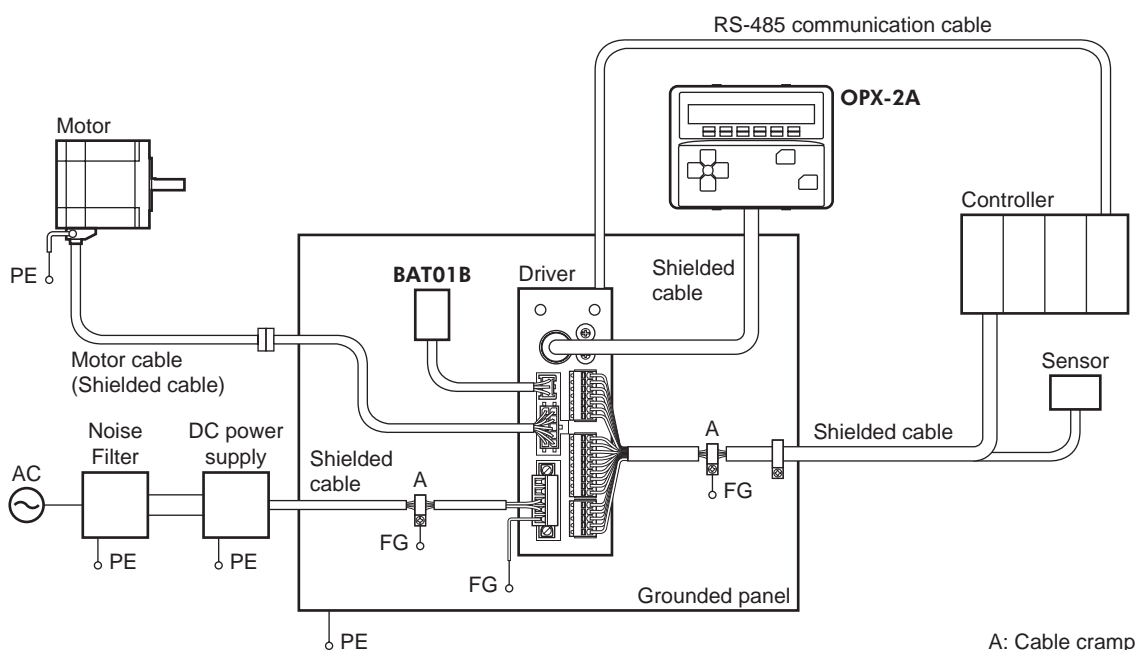 RS-485 communication cable
OPX-2A
Motor
Controller
PE
BAT01B
Driver
Shielded
cable
Motor cable
(Shielded cable)
Sensor
Noise
Filter
DC power
supply
Shielded
cable
A
Shielded cable
AC
A
FG
FG
PE
PE
FG
Grounded panel
PE
A: Cable cramp